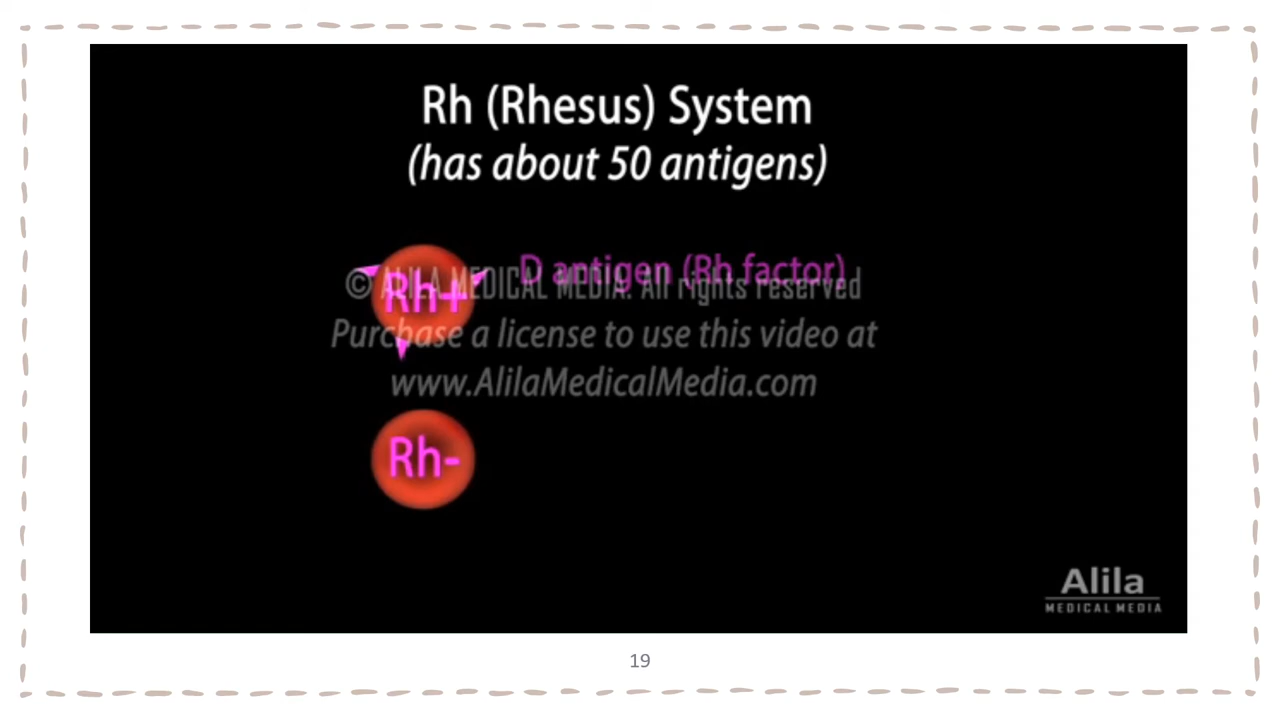 Rh (Rhesus) System
(has about 50 antigens)
D antigen (Rh factor)
Rh+
© ALILA MEDICAL MEDIA. All rights reserved
Purchase a license to use this video at
www.AlilaMedicalMedia.com
Rh-
Alila
MEDICAL MEDIA
19